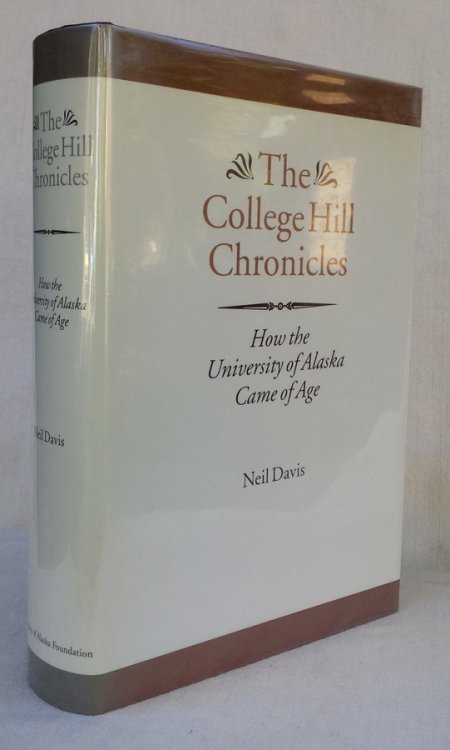 The
College Hill
Chronicles
How the
University of Alaska
Came of Age
Neil Davis
The
College Hill
Chronicles
How the
University of Alaska
Came of Age
Neil Davis
of Alaska Foundation